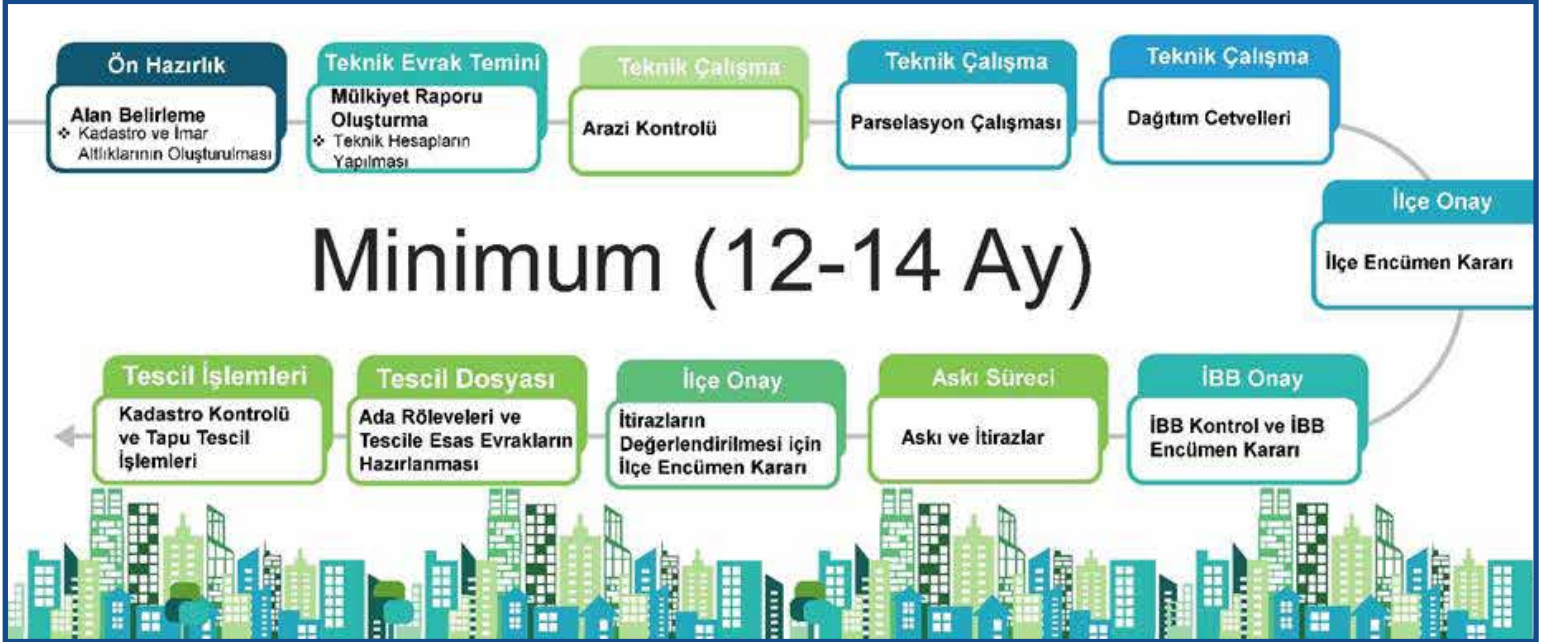 Ön Hazırlık
Alan Belirleme
❖ Kadastro ve İmar
Altlıklarının Oluşturulması
Teknik Evrak Temini
Mülkiyet Raporu
Oluşturma
❖ Teknik Hesapların
Yapılması
Teknik Çalışma
Arazi Kontrolü
Teknik Çalışma
Parselasyon Çalışması
Teknik Çalışma
Dağıtım Cetvelleri
İlçe Onay
İlçe Encümen Kararı
Minimum (12-14 Ay)
İBB Onay
İBB Kontrol ve İBB
Encümen Kararı
Askı Süreci
Askı ve İtirazlar
İlçe Onay
İtirazların
Değerlendirilmesi için
İlçe Encümen Kararı
Tescil Dosyası
Ada Röleveleri ve
Tescile Esas Evrakların
Hazırlanması
Tescil İşlemleri
Kadastro Kontrolü
ve Tapu Tescil
İşlemleri